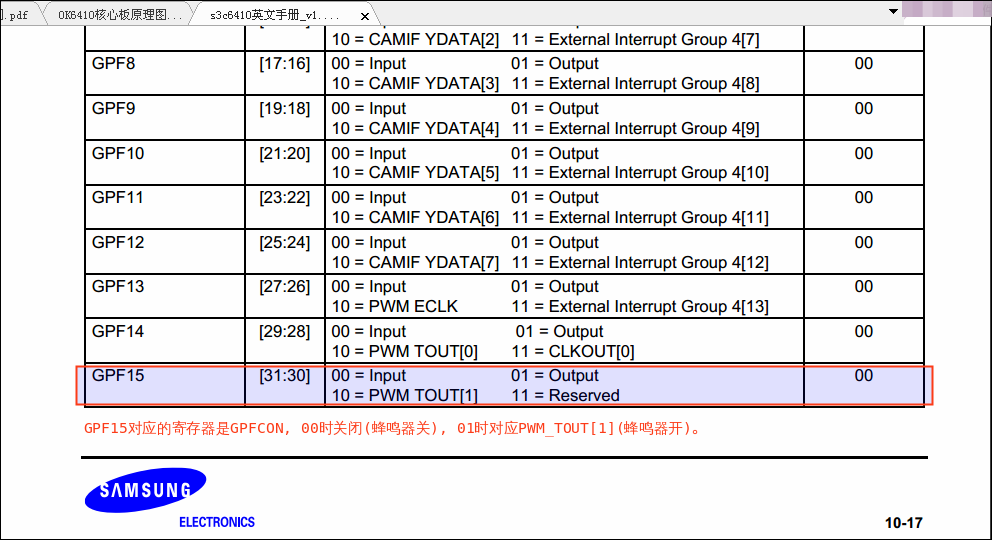 ].pdf OK6410核心板原理图... s3c6410英文手册_v1....
10 = CAMIF YDATA[2] 11 = External Interrupt Group 4[7]
GPF8 [17:16] 00 = Input 01 = Output 00
10 = CAMIF YDATA[3] 11 = External Interrupt Group 4[8]
GPF9 [19:18] 00 = Input 01 = Output 00
10 = CAMIF YDATA[4] 11 = External Interrupt Group 4[9]
GPF10 [21:20] 00 = Input 01 = Output 00
10 = CAMIF YDATA[5] 11 = External Interrupt Group 4[10]
GPF11 [23:22] 00 = Input 01 = Output 00
10 = CAMIF YDATA[6] 11 = External Interrupt Group 4[11]
GPF12 [25:24] 00 = Input 01 = Output 00
10 = CAMIF YDATA[7] 11 = External Interrupt Group 4[12]
GPF13 [27:26] 00 = Input 01 = Output 00
10 = PWM ECLK 11 = External Interrupt Group 4[13]
GPF14 [29:28] 00 = Input 01 = Output 00
10 = PWM TOUT[0] 11 = CLKOUT[0]
GPF15 [31:30] 00 = Input 01 = Output 00
10 = PWM TOUT[1] 11 = Reserved
GPF15对应的寄存器是GPFCON, 00时关闭(蜂鸣器关), 01时对应PWM_TOUT[1](蜂鸣器开)。
SAMSUNG
ELECTRONICS
10-17